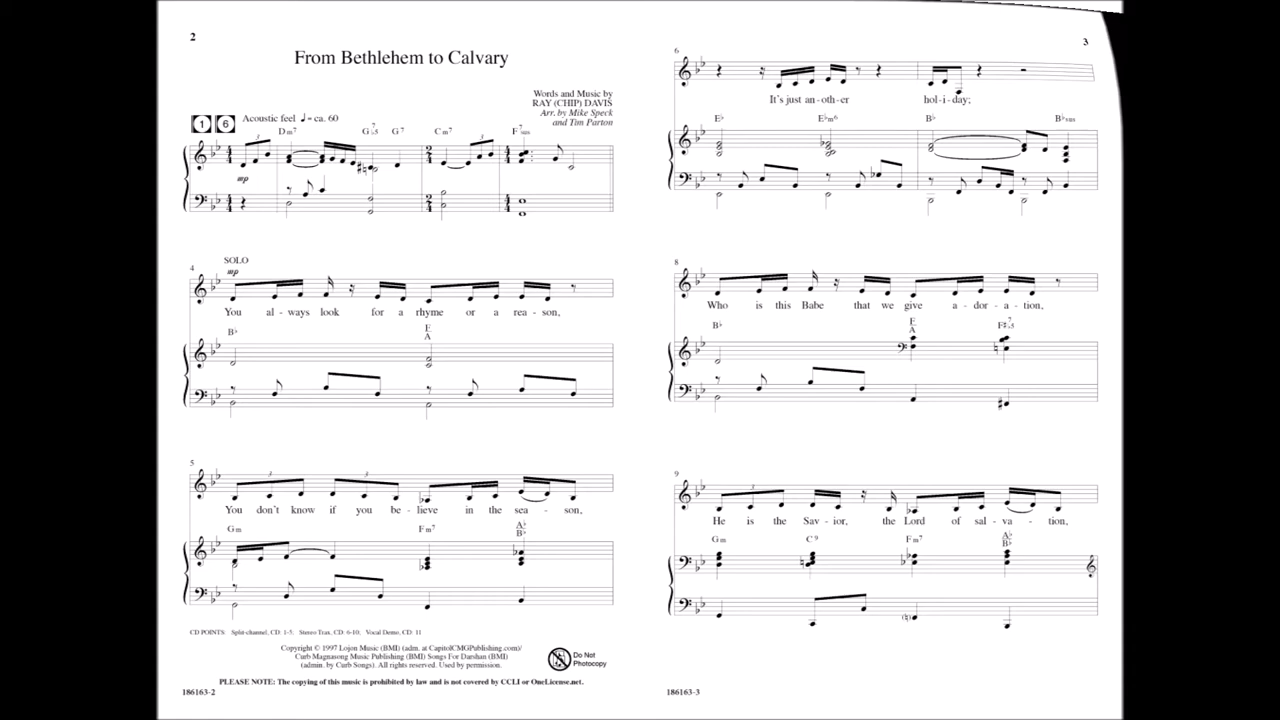 2
From Bethlehem to Calvary
Words and Music by
RAY (CHIP) DAVIS
Arr. by Mike Speck
and Tim Parton
1 6 Acoustic feel ♩ = ca. 60
Dm7 G7 G7 Cm7 F7sus
mp
SOLO
4 mp
You al - ways look for a rhyme or a rea - son,
B♭ E A
5
3 3
You don't know if you be - lieve in the sea - son,
Gm Fm7 A♭ B♭
CD POINTS: Split-channel, CD: 1-5; Stereo Trax, CD: 6-10; Vocal Demo, CD: 11
Copyright © 1997 Lojon Music (BMI) (adm. at CapitolCMGPublishing.com)/
Curb Magnasong Music Publishing (BMI) Songs For Darshan (BMI)
(admin. by Curb Songs). All rights reserved. Used by permission.
Do Not
Photocopy
PLEASE NOTE: The copying of this music is prohibited by law and is not covered by CCLI or OneLicense.net.
186163-2
3
6
It's just an-oth-er hol-i-day;
E♭ E♭m6 B♭ B♭sus
8
Who is this Babe that we give a - dor - a - tion,
B♭ F A
9
3
He is the Sav - ior, the Lord of sal - va - tion,
Gm C9 Fm7 A♭ B♭
186163-3